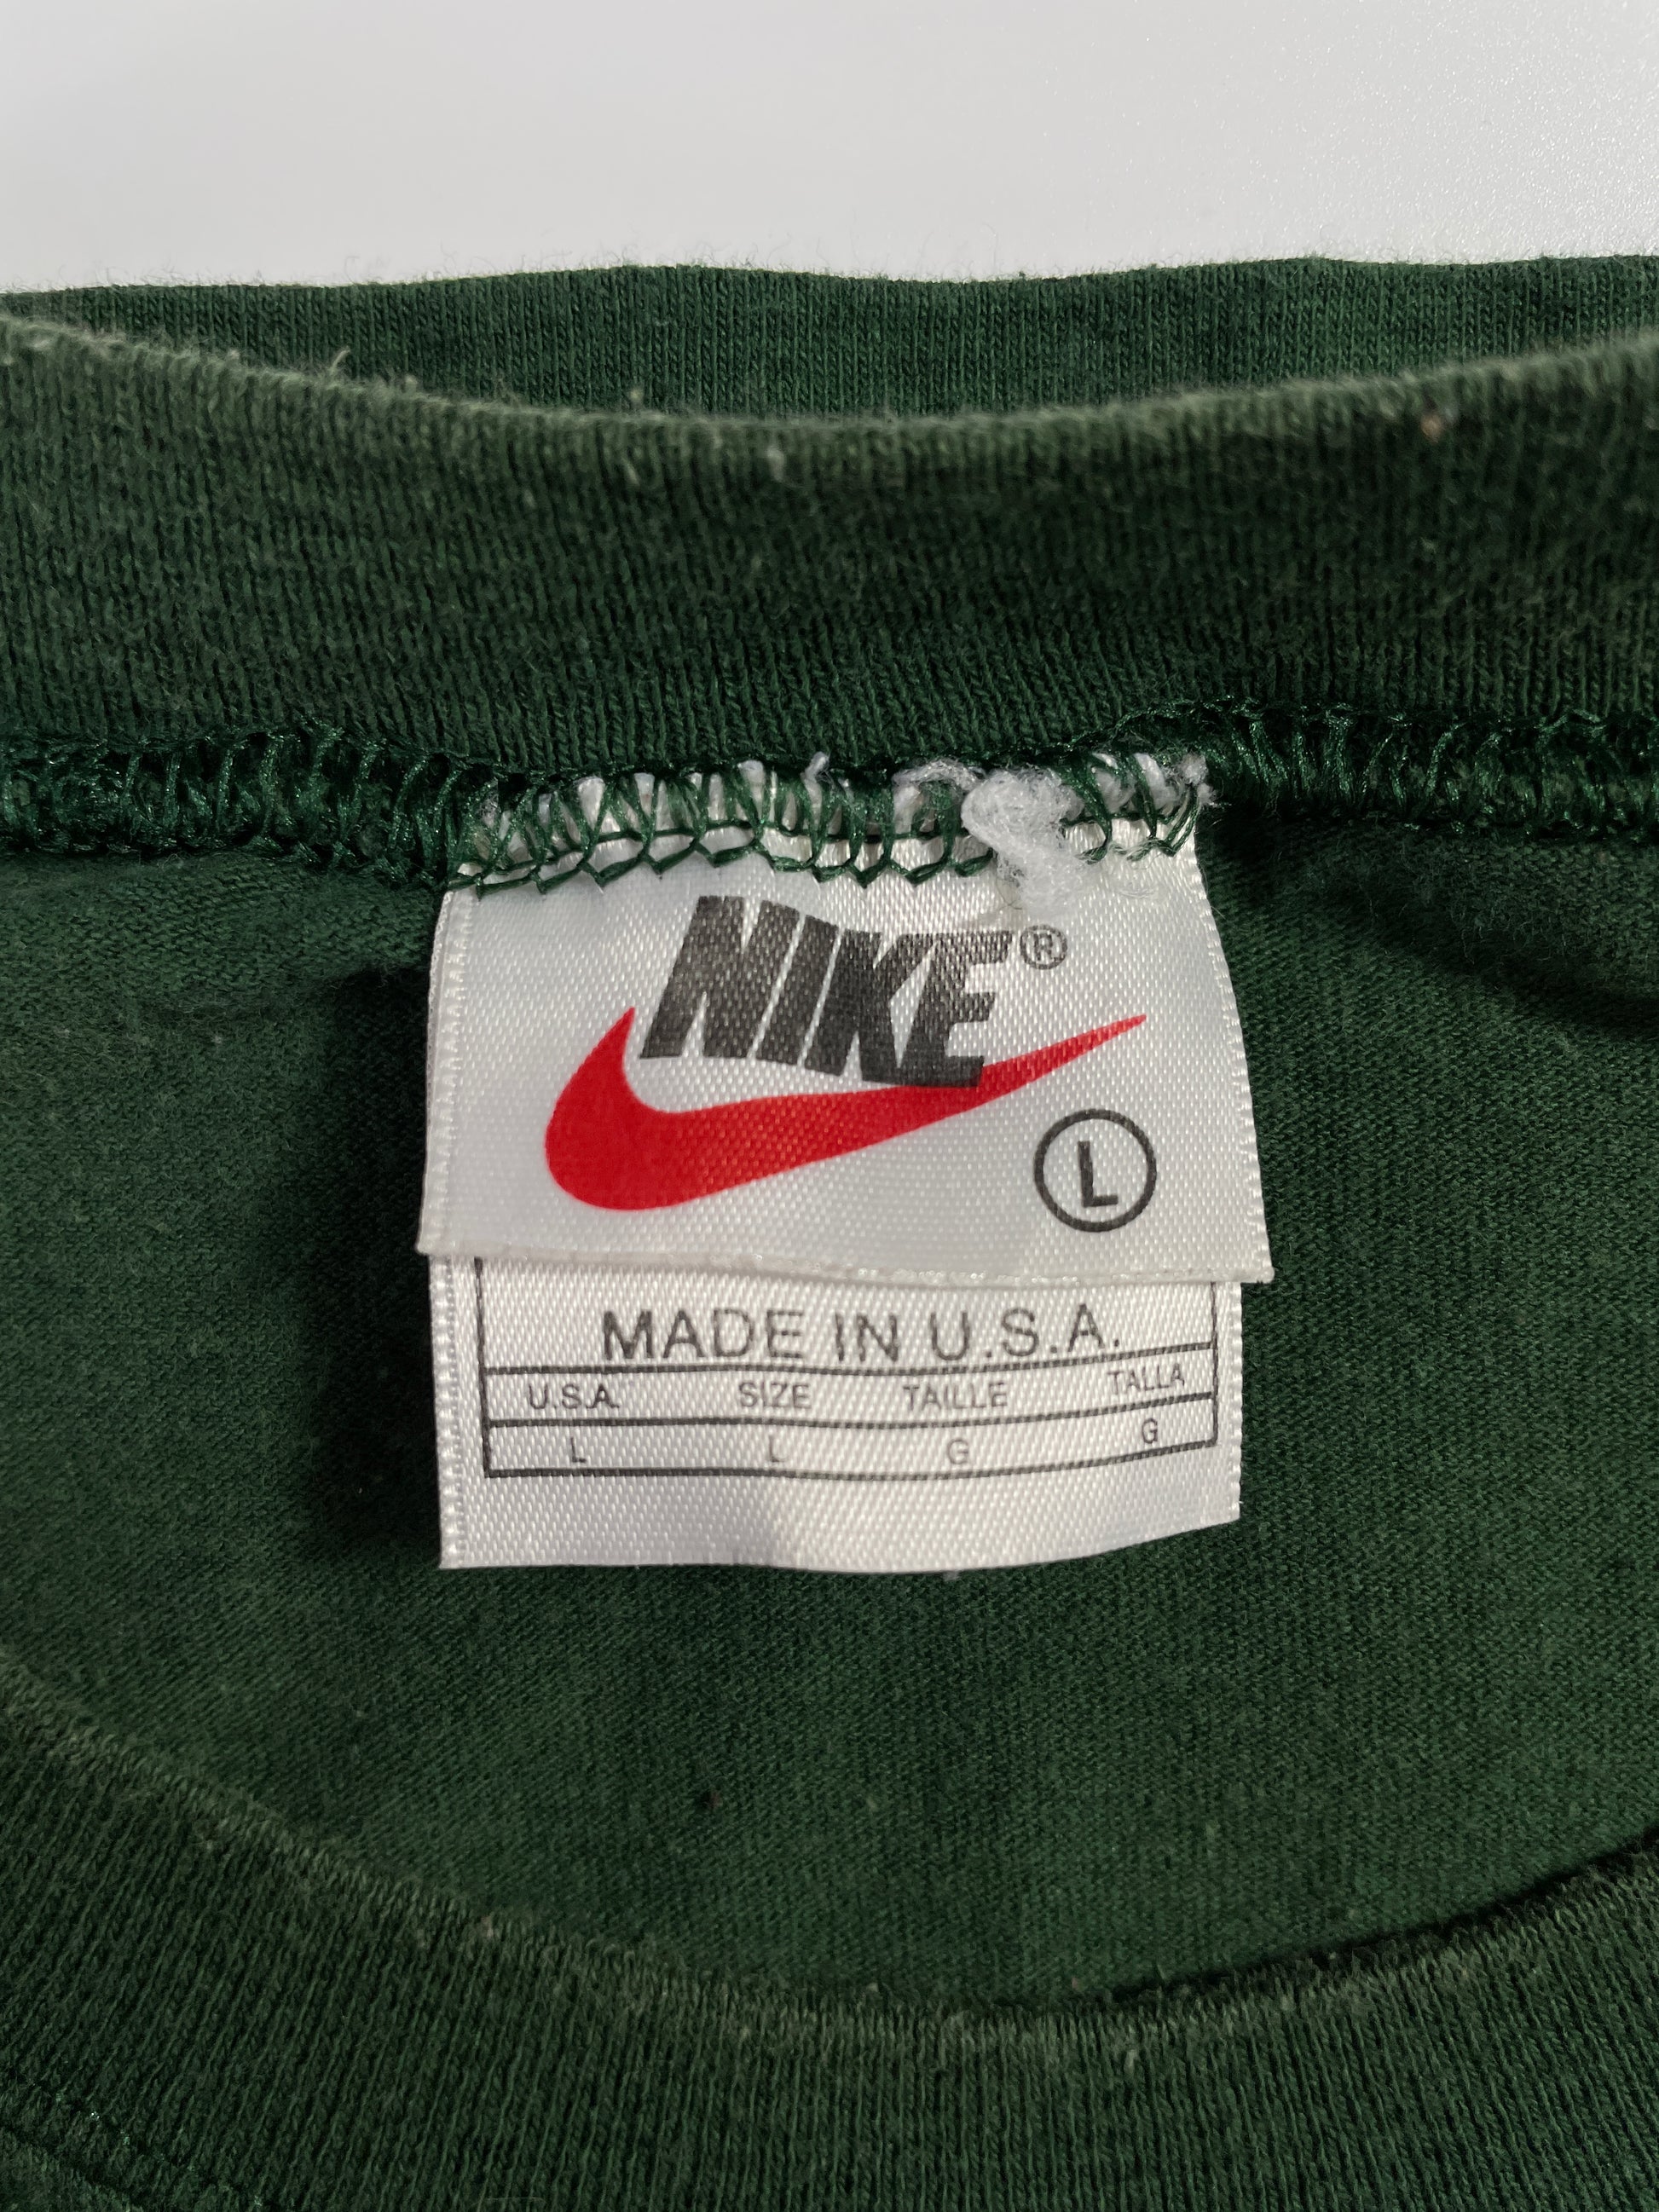 NIKE®
L
MADE IN U.S.A.
U.S.A. SIZE TAILLE TALLA
L L G G